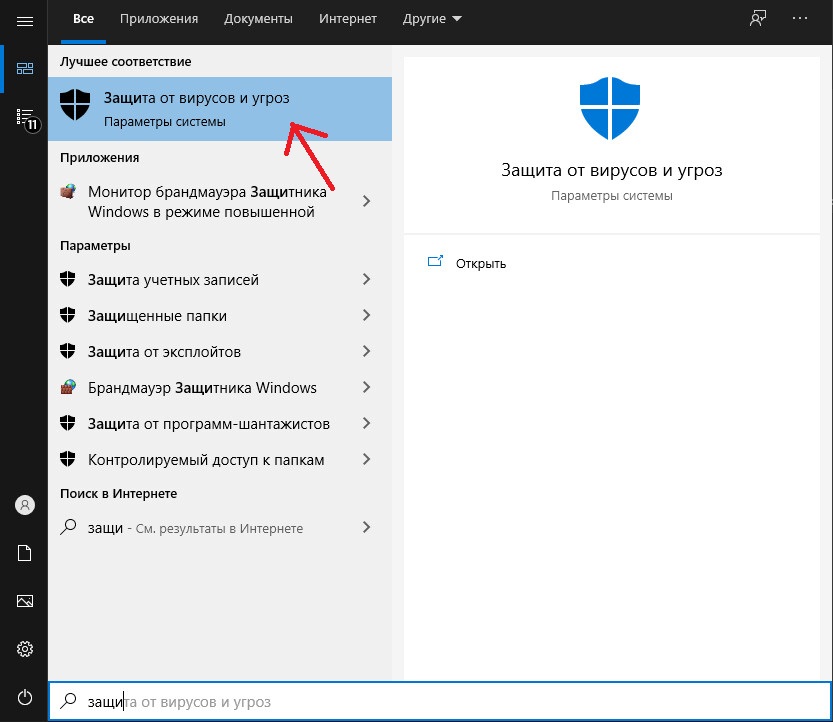 Все Приложения Документы Интернет Другие
Лучшее соответствие
Защита от вирусов и угроз
Параметры системы
Приложения
Монитор брандмауэра Защитника
Windows в режиме повышенной
Параметры
Защита учетных записей
Защищенные папки
Защита от эксплойтов
Брандмауэр Защитника Windows
Защита от программ-шантажистов
Контролируемый доступ к папкам
Поиск в Интернете
защи - См. результаты в Интернете
Защита от вирусов и угроз
Параметры системы
Открыть
11
защита от вирусов и угроз